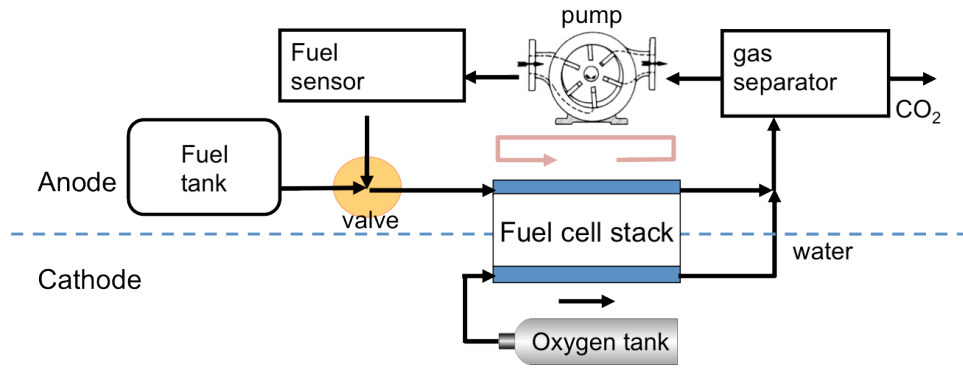 pump
Fuel
sensor
gas
separator
CO₂
Fuel
tank
Anode
valve
Fuel cell stack
water
Cathode
Oxygen tank